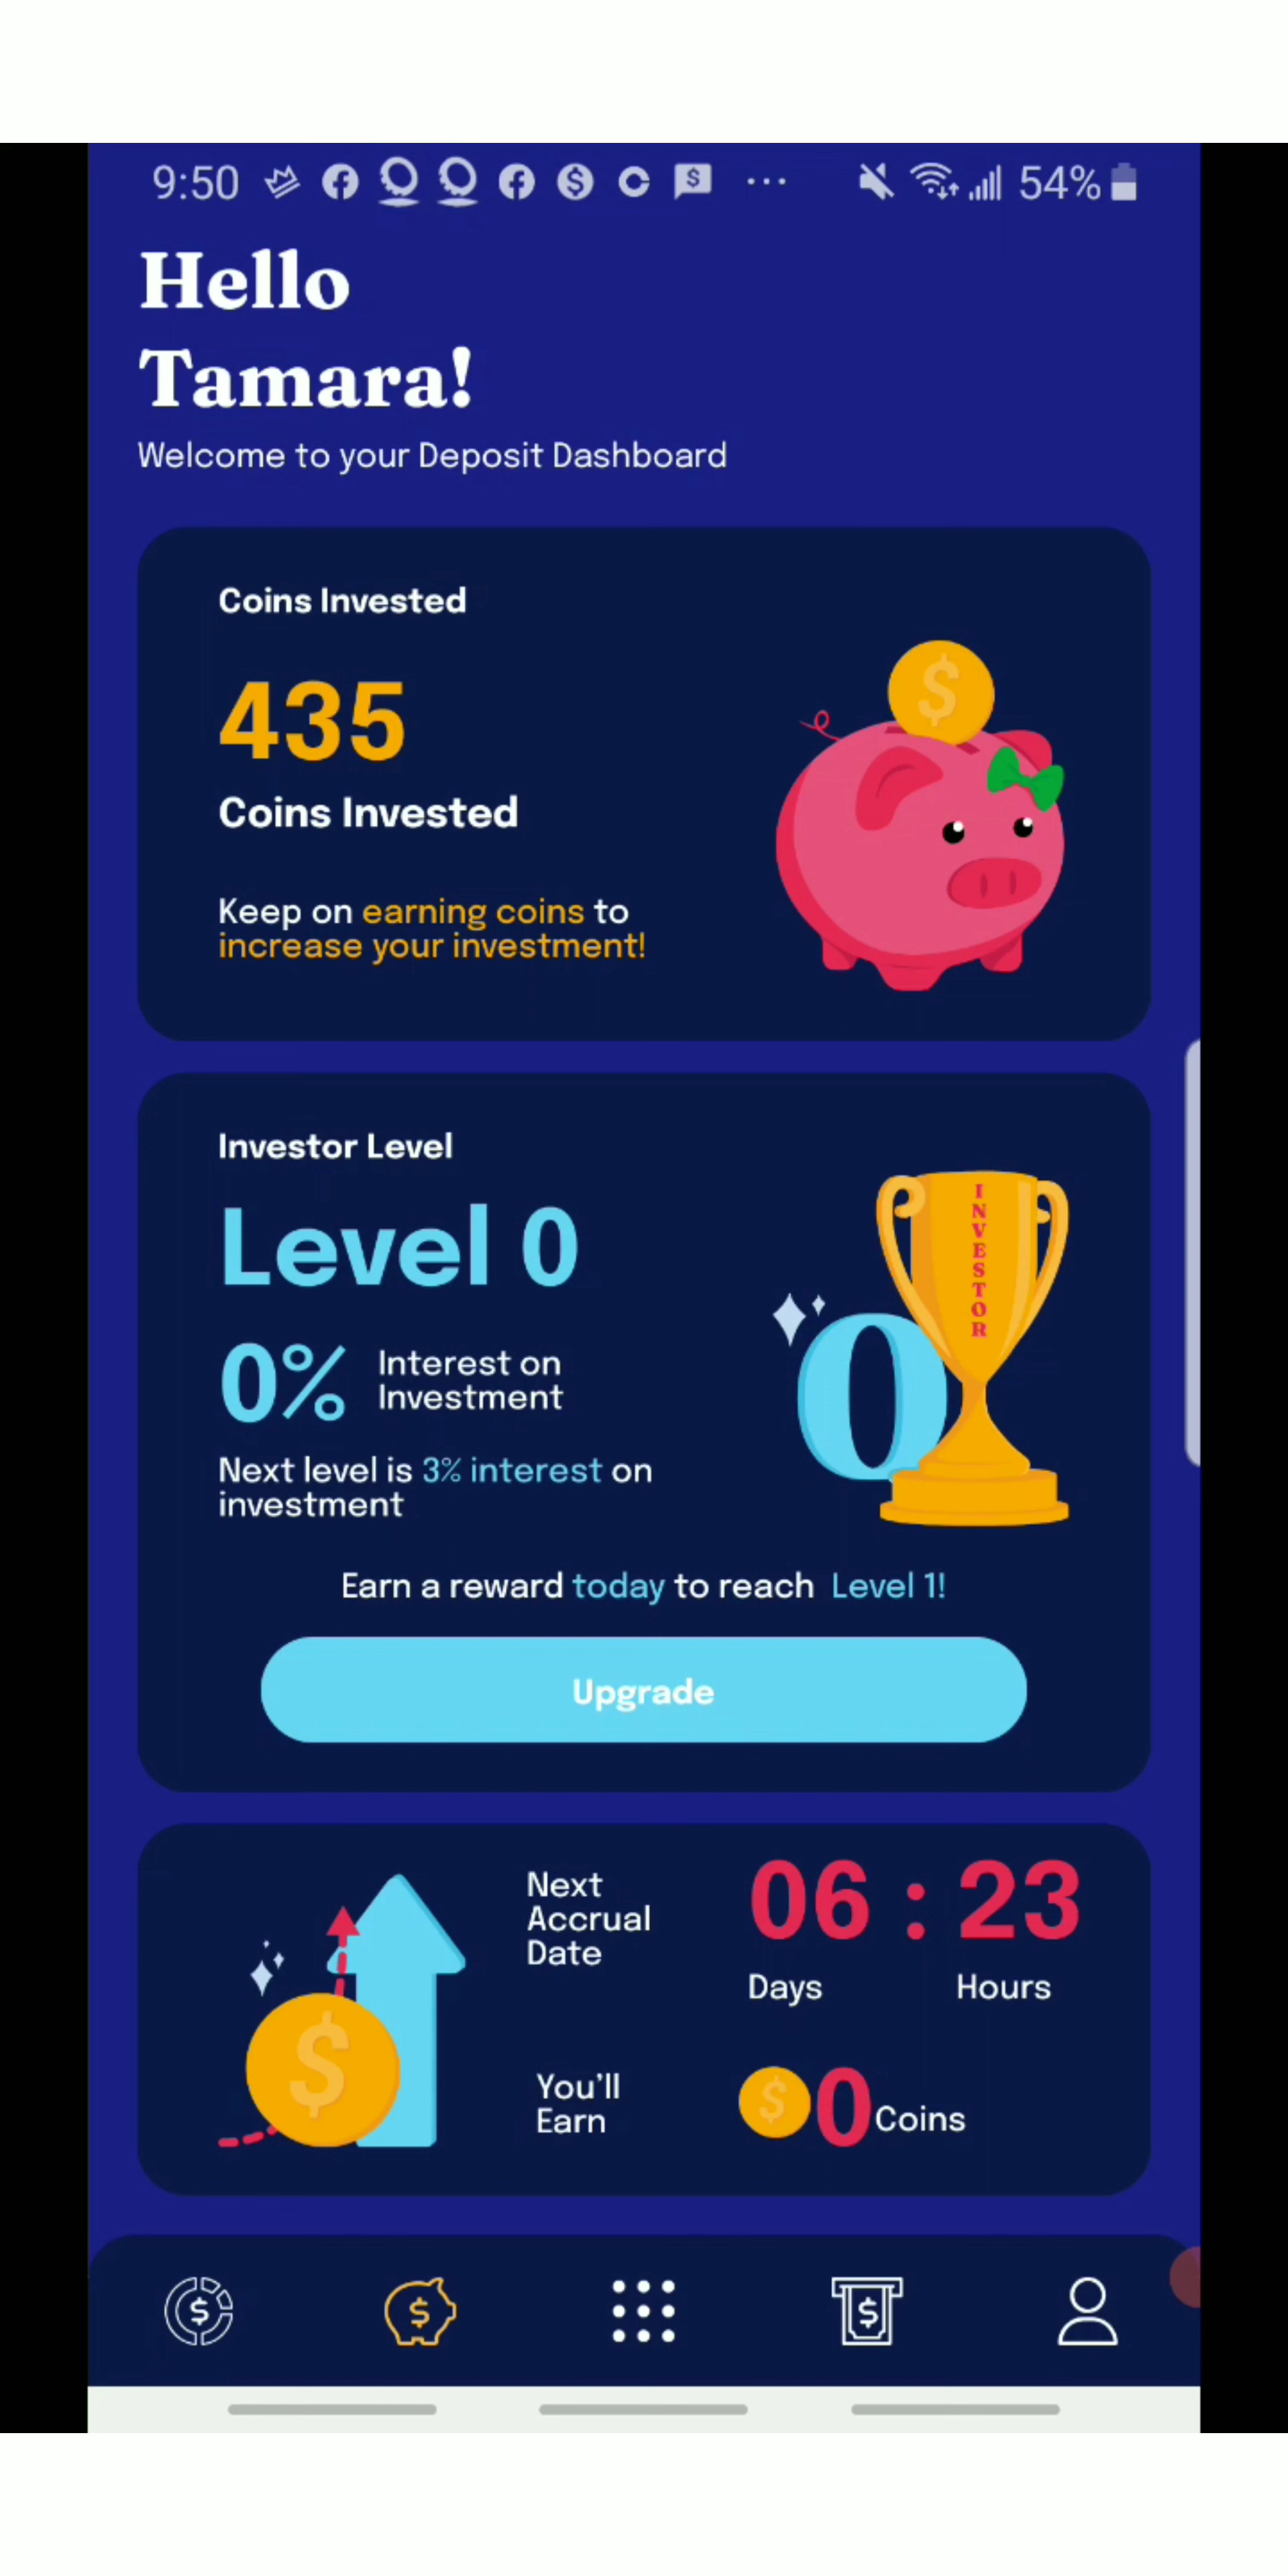 9:50
54%
Hello
Tamara!
Welcome to your Deposit Dashboard
Coins Invested
435
Coins Invested
Keep on earning coins to
increase your investment!
Investor Level
Level 0
0%
Interest on
Investment
Next level is 3% interest on
investment
0
INVESTOR
Earn a reward today to reach Level 1!
Upgrade
Next
Accrual
Date
06 : 23
Days Hours
You'll
Earn
0 Coins